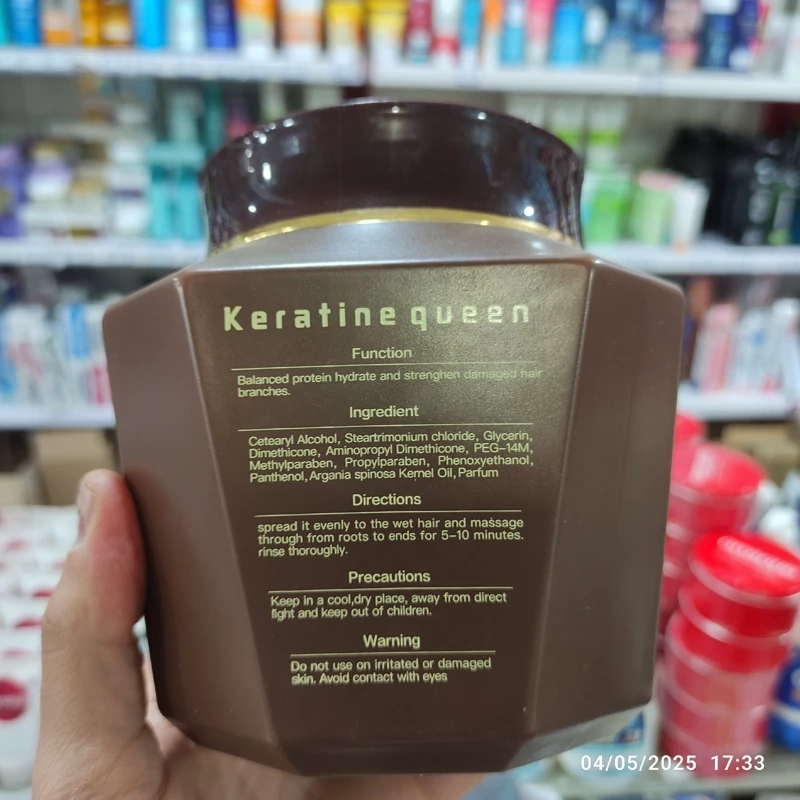 Keratine queen
Function
Balanced protein hydrate and strenghen damaged hair
branches.
Ingredient
Cetearyl Alcohol, Steartrimonium chloride, Glycerin,
Dimethicone, Aminopropyl Dimethicone, PEG-14M,
Methylparaben, Propylparaben, Phenoxyethanol,
Panthenol, Argania spinosa Kernel Oil, Parfum
Directions
spread it evenly to the wet hair and massage
through from roots to ends for 5-10 minutes.
rinse thoroughly.
Precautions
Keep in a cool,dry place, away from direct
light and keep out of children.
Warning
Do not use on irritated or damaged
skin. Avoid contact with eyes
04/05/2025 17:33